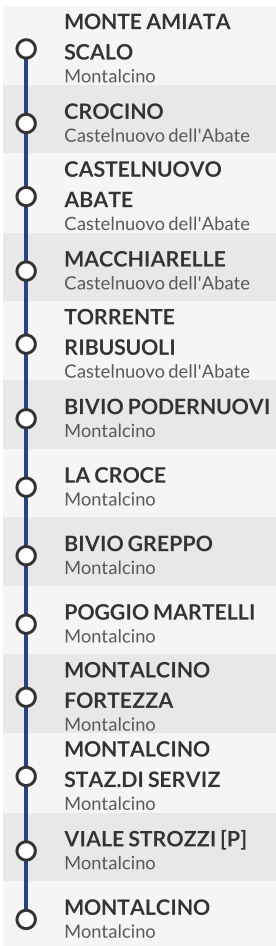 MONTE AMIATA
SCALO
Montalcino
CROCINO
Castelnuovo dell'Abate
CASTELNUOVO
ABATE
Castelnuovo dell'Abate
MACCHIARELLE
Castelnuovo dell'Abate
TORRENTE
RIBUSUOLI
Castelnuovo dell'Abate
BIVIO PODERNUOVI
Montalcino
LA CROCE
Montalcino
BIVIO GREPPO
Montalcino
POGGIO MARTELLI
Montalcino
MONTALCINO
FORTEZZA
Montalcino
MONTALCINO
STAZ.DI SERVIZ
Montalcino
VIALE STROZZI [P]
Montalcino
MONTALCINO
Montalcino